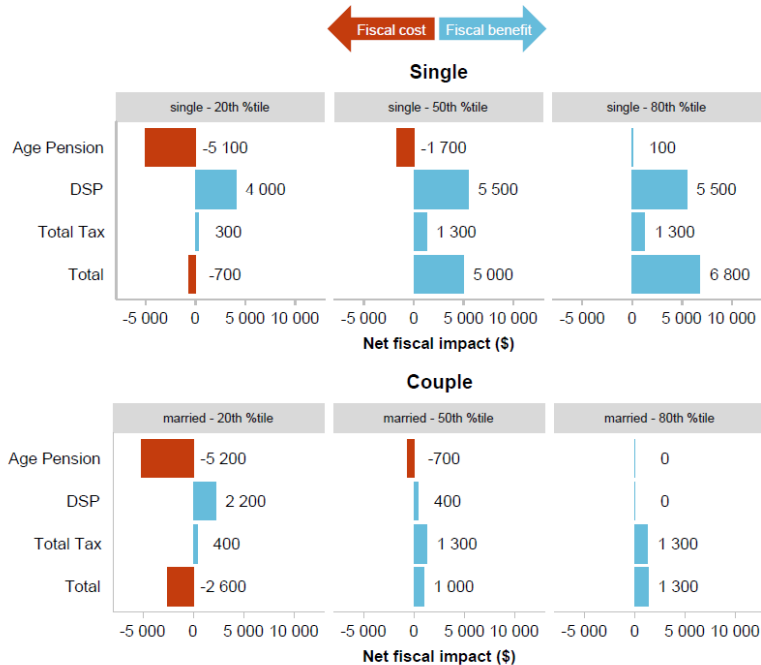 Fiscal cost Fiscal benefit
Single
single - 20th %tile single - 50th %tile single - 80th %tile
Age Pension -5 100 -1 700 100
DSP 4 000 5 500 5 500
Total Tax 300 1 300 1 300
Total -700 5 000 6 800
-5 000 0 5 000 10 000 -5 000 0 5 000 10 000 -5 000 0 5 000 10 000
Net fiscal impact ($) Net fiscal impact ($)
Couple
married - 20th %tile married - 50th %tile married - 80th %tile
Age Pension -5 200 -700 0
DSP 2 200 400 0
Total Tax 400 1 300 1 300
Total -2 600 1 000 1 300
-5 000 0 5 000 10 000 -5 000 0 5 000 10 000 -5 000 0 5 000 10 000
Net fiscal impact ($)